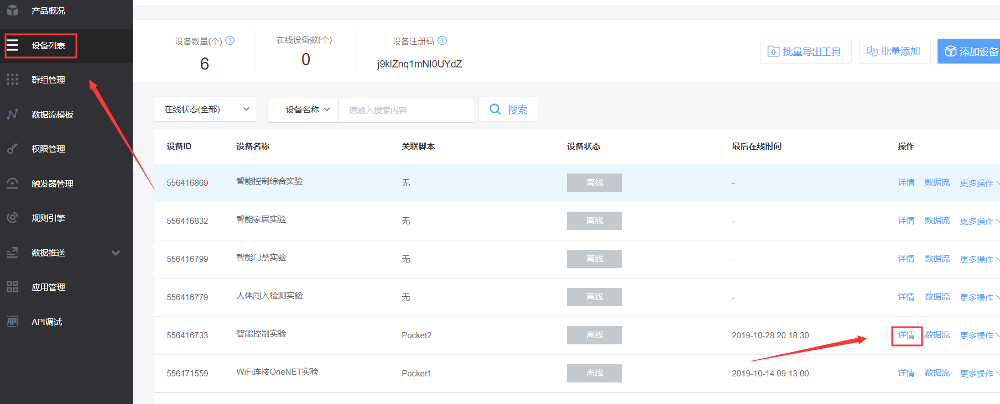 产品概况
设备列表
群组管理
数据流模板
权限管理
触发器管理
规则引擎
数据推送
应用管理
API API调试
设备数量(个) ?
6
在线设备数(个)
0
设备注册码 ?
j9klZnq1mNI0UYdZ
批量导出工具
批量添加
添加设备
在线状态(全部)
设备名称
请输入搜索内容
搜索
设备ID 设备名称 关联脚本 设备状态 最后在线时间 操作
556416869 智能控制综合实验 无 离线 - 详情 数据流 更多操作
556416832 智能家居实验 无 离线 - 详情 数据流 更多操作
556416799 智能门禁实验 无 离线 - 详情 数据流 更多操作
556416779 人体闯入检测实验 无 离线 - 详情 数据流 更多操作
556416733 智能控制实验 Pocket2 离线 2019-10-28 20:18:30 详情 数据流 更多操作
556171559 WiFi连接OneNET实验 Pocket1 离线 2019-10-14 09:13:00 详情 数据流 更多操作